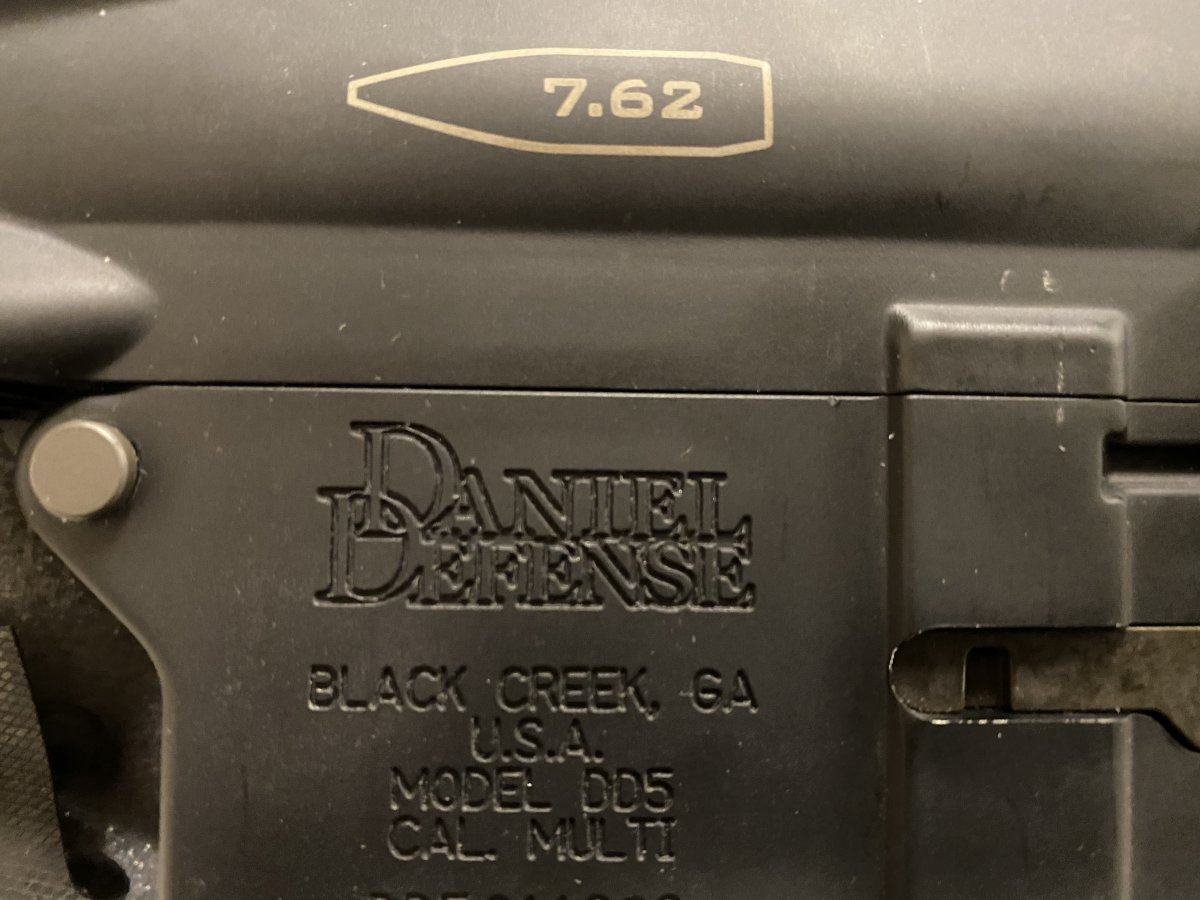 7.62
DANIEL
DEFENSE
BLACK CREEK, GA
U.S.A.
MODEL DD5
CAL. MULTI